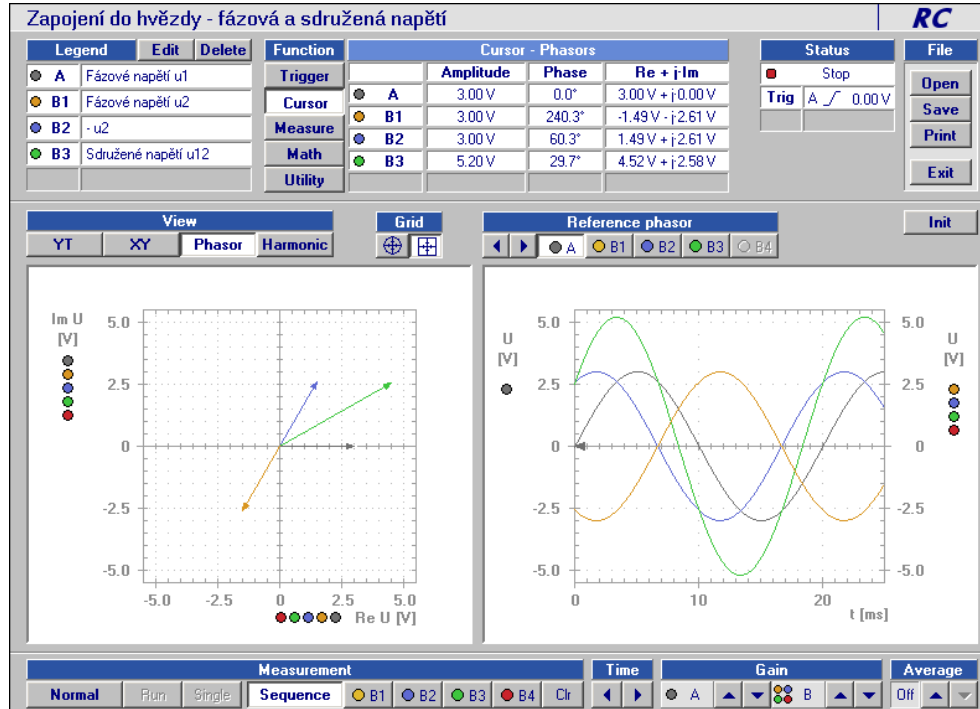 Zapojení do hvězdy - fázová a sdružená napětí RC
Legend Edit Delete Function Cursor - Phasors Status File
A Fázové napětí u1 Trigger Amplitude Phase Re + j·Im Stop Open
B1 Fázové napětí u2 Cursor A 3.00 V 0.0° 3.00 V + j·0.00 V Trig A 0.00 V Save
B2 - u2 Measure B1 3.00 V 240.3° -1.49 V - j·2.61 V Print
B3 Sdružené napětí u12 Math B2 3.00 V 60.3° 1.49 V + j·2.61 V
Utility B3 5.20 V 29.7° 4.52 V + j·2.58 V Exit
View Grid Reference phasor Init
YT XY Phasor Harmonic A B1 B2 B3 B4
Im U
[V]
5.0
2.5
0
-2.5
-5.0
-5.0 -2.5 0 2.5 5.0
Re U [V]
U
[V]
5.0
2.5
0
-2.5
-5.0
0 10 20
t [ms]
5.0
2.5
0
-2.5
-5.0
U
[V]
Measurement Time Gain Average
Normal Run Single Sequence B1 B2 B3 B4 Clr A B Off